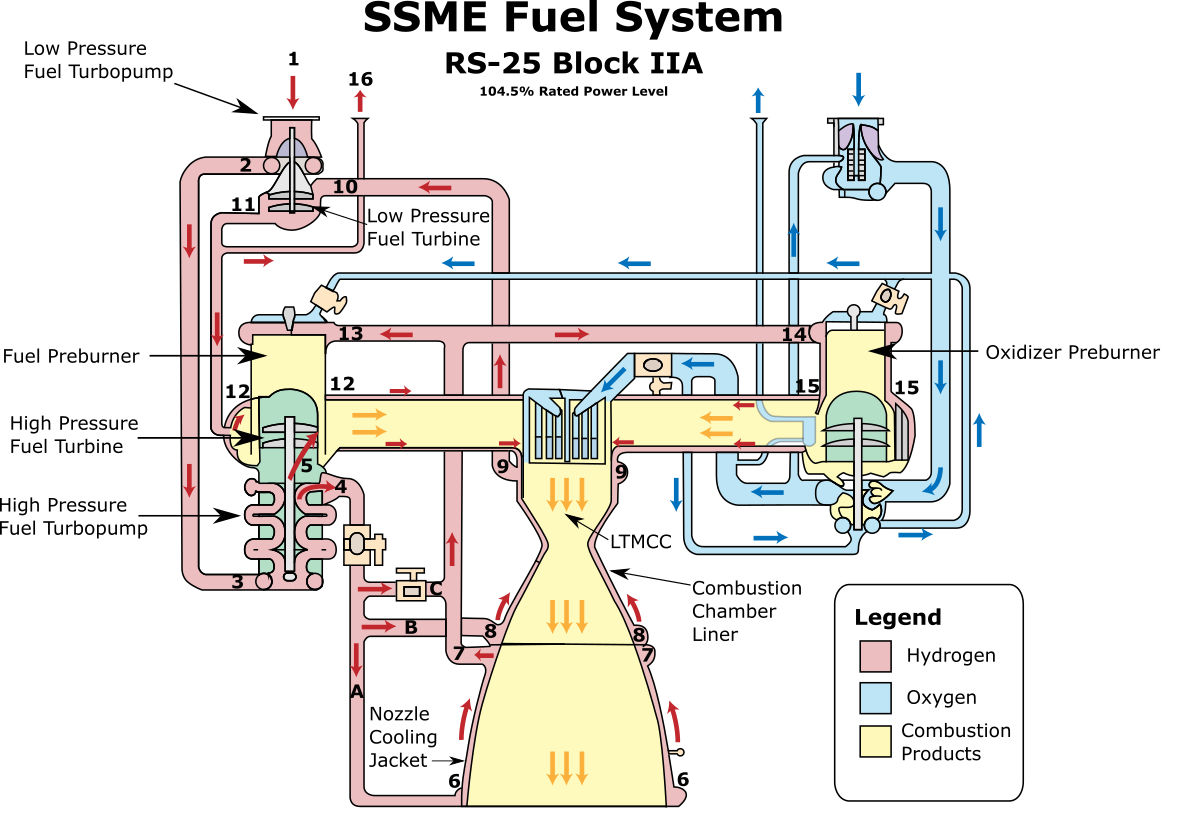 SSME Fuel System
RS-25 Block IIA
104.5% Rated Power Level
Low Pressure
Fuel Turbopump
1
16
2
10
11
Low Pressure
Fuel Turbine
13
14
Fuel Preburner
Oxidizer Preburner
12
12
15
15
High Pressure
Fuel Turbine
5
9
9
4
High Pressure
Fuel Turbopump
LTMCC
3
C
Combustion
Chamber
Liner
B
8
8
7
7
A
Nozzle
Cooling
Jacket
6
6
Legend
Hydrogen
Oxygen
Combustion
Products